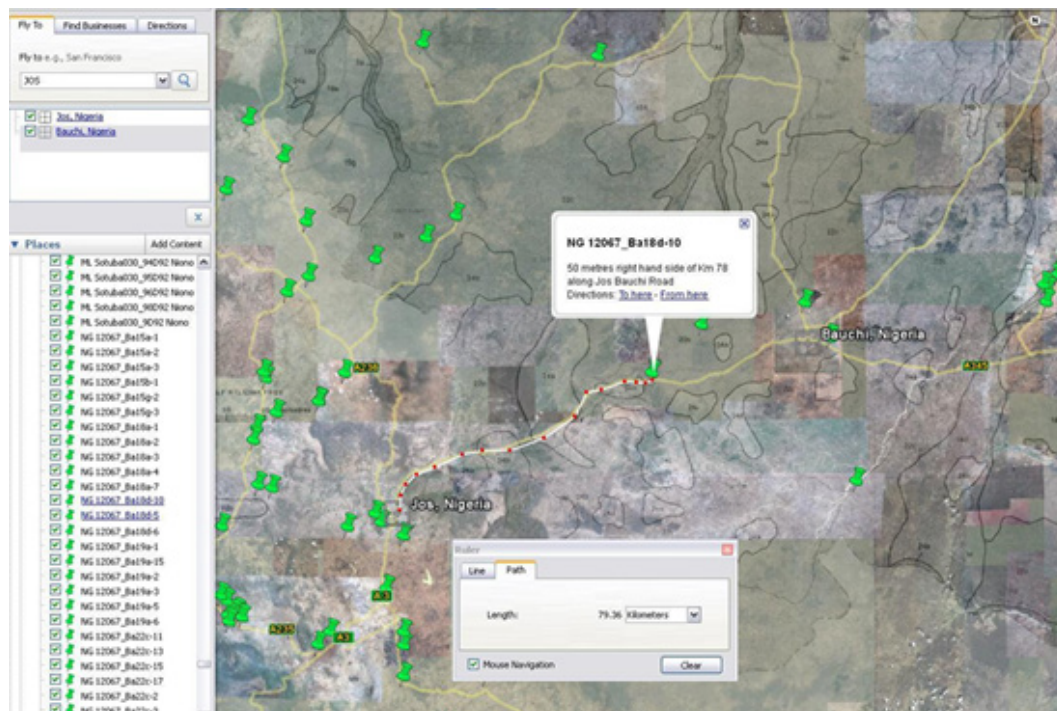 Fly To
Find Businesses
Directions
Fly to e.g., San Francisco
JOS
Jos, Nigeria
Bauchi, Nigeria
Places
Add Content
ML Sotuba030_94D92 Niono
ML Sotuba030_95D92 Niono
ML Sotuba030_96D92 Niono
ML Sotuba030_98D92 Niono
ML Sotuba030_9D92 Niono
NG 12067_Ba15a-1
NG 12067_Ba15a-2
NG 12067_Ba15a-3
NG 12067_Ba15b-1
NG 12067_Ba15g-2
NG 12067_Ba15g-3
NG 12067_Ba18a-1
NG 12067_Ba18a-2
NG 12067_Ba18a-3
NG 12067_Ba18a-4
NG 12067_Ba18a-7
NG 12067_Ba18d-10
NG 12067_Ba18d-5
NG 12067_Ba18d-6
NG 12067_Ba19a-1
NG 12067_Ba19a-15
NG 12067_Ba19a-2
NG 12067_Ba19a-3
NG 12067_Ba19a-5
NG 12067_Ba19a-6
NG 12067_Ba22c-11
NG 12067_Ba22c-13
NG 12067_Ba22c-15
NG 12067_Ba22c-17
NG 12067_Ba22c-2
N
NG 12067_Ba18d-10
50 metres right hand side of Km 78
along Jos Bauchi Road
Directions: To here - From here
Bauchi, Nigeria
A345
A236
Jos, Nigeria
A3
A235
A3
Ruler
Line
Path
Length:
79.36
Kilometers
Mouse Navigation
Clear